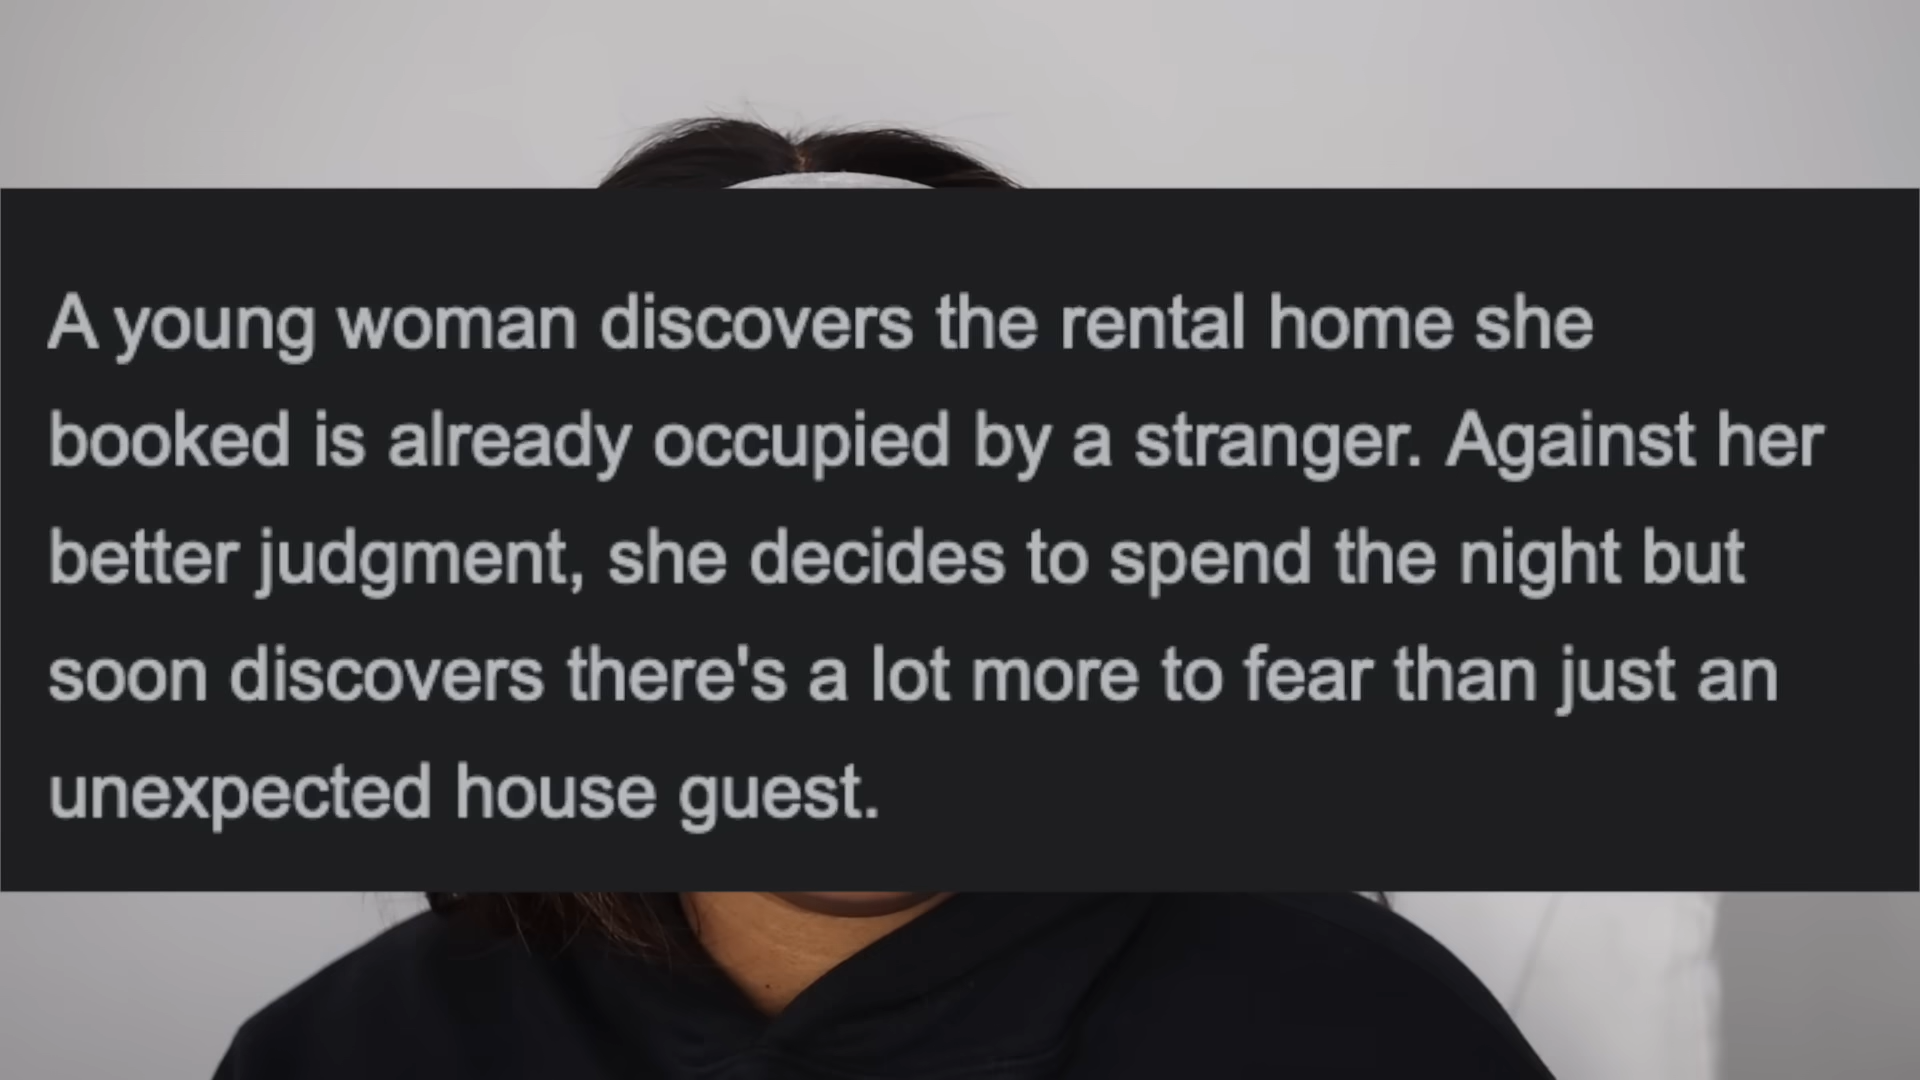 A young woman discovers the rental home she
booked is already occupied by a stranger. Against her
better judgment, she decides to spend the night but
soon discovers there's a lot more to fear than just an
unexpected house guest.